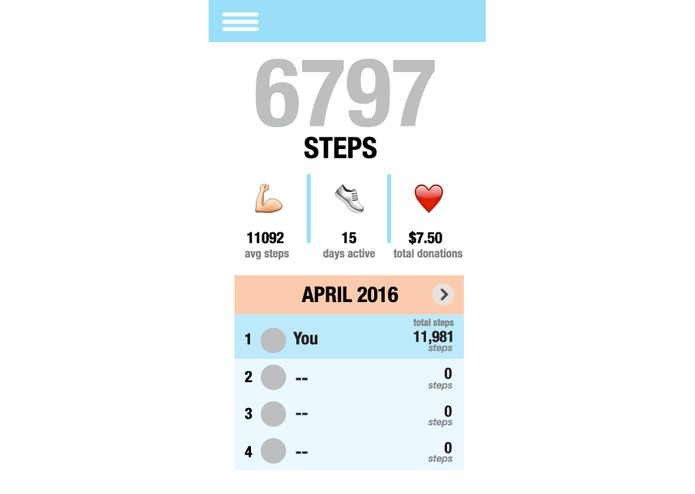 6797
STEPS
11092 15 $7.50
avg steps days active total donations
APRIL 2016
total steps
1 You 11,981
steps
2 -- 0
steps
3 -- 0
steps
4 -- 0
steps